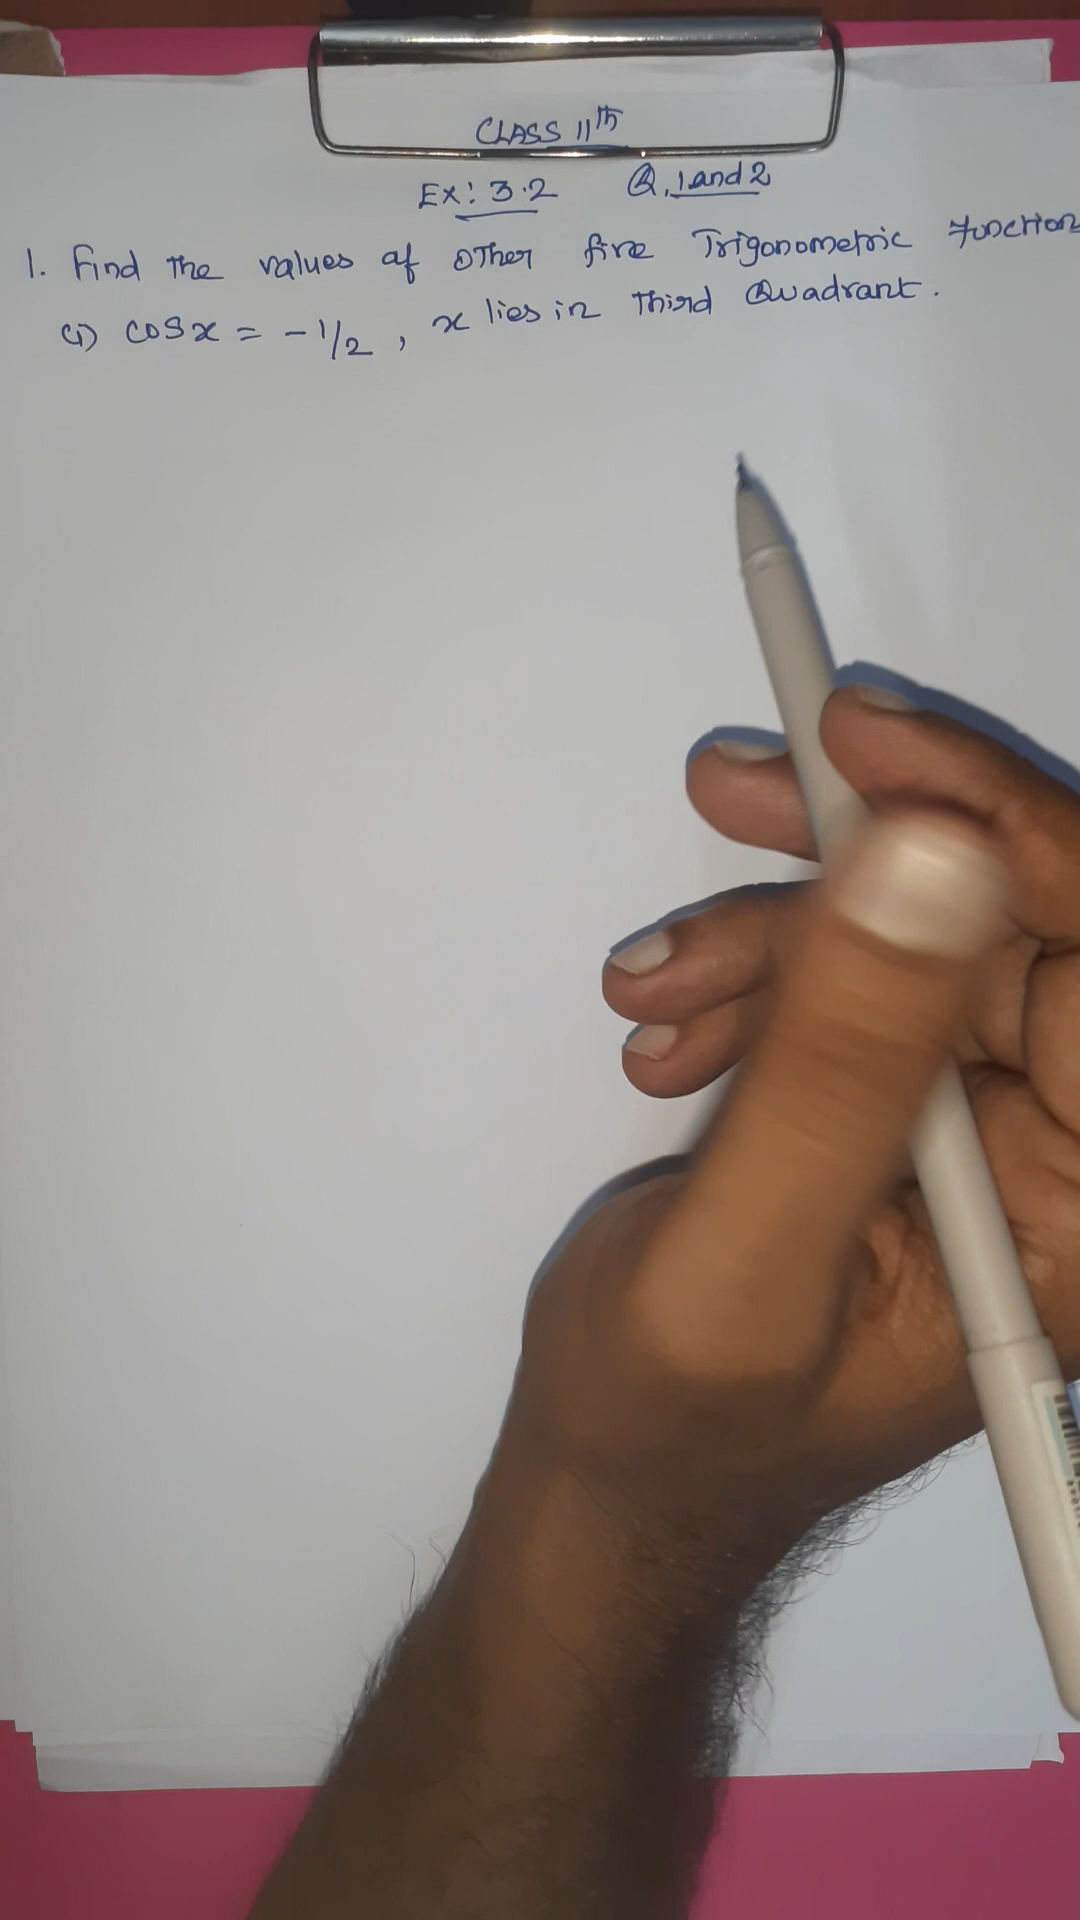 CLASS 11th
Ex: 3.2 Q. 1 and 2
1. Find The values of OTher five Trigonometric Function
(i) cosx = -1/2, x lies in Third Quadrant.